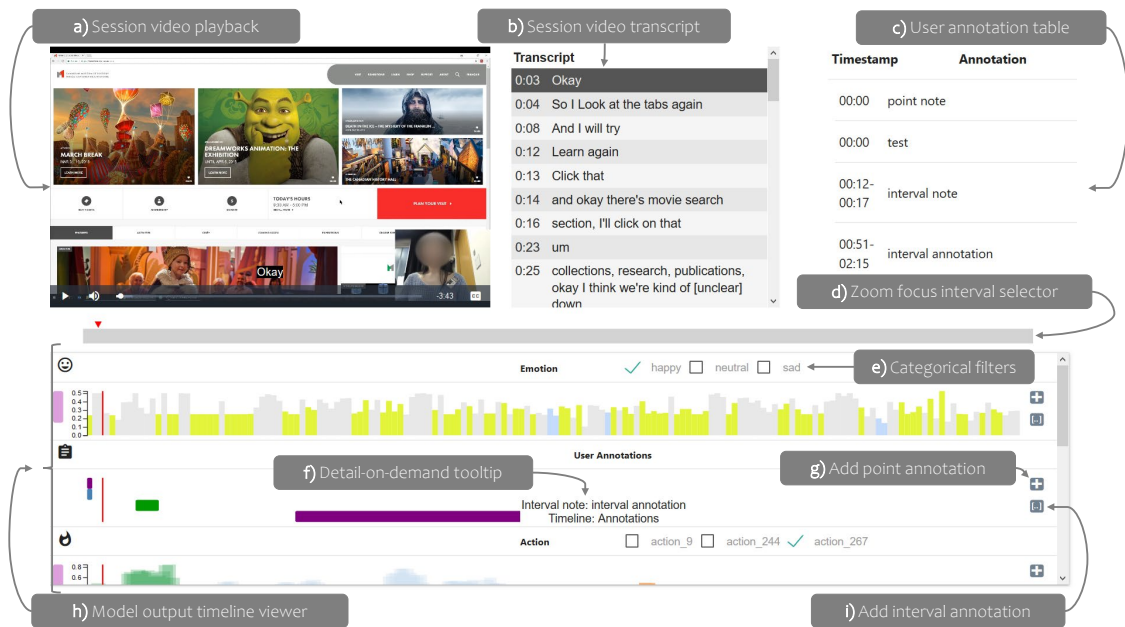 a) Session video playback
b) Session video transcript
c) User annotation table
MARCH BREAK
LEARN MORE
DREAMWORKS ANIMATION: THE
EXHIBITION
LEARN MORE
THE CANADIAN HISTORY HALL
TODAY'S HOURS
PLAN YOUR VISIT
Okay
-3:43
CC
Transcript
0:03 Okay
0:04 So I Look at the tabs again
0:08 And I will try
0:12 Learn again
0:13 Click that
0:14 and okay there's movie search
0:16 section, I'll click on that
0:23 um
0:25 collections, research, publications,
okay I think we're kind of [unclear]
down
Timestamp Annotation
00:00 point note
00:00 test
00:12-
00:17 interval note
00:51-
02:15 interval annotation
d) Zoom focus interval selector
Emotion happy neutral sad
e) Categorical filters
0.5
0.4
0.3
0.2
0.1
0.0
User Annotations
f) Detail-on-demand tooltip
g) Add point annotation
Interval note: interval annotation
Timeline: Annotations
Action action_9 action_244 action_267
0.8
0.6
h) Model output timeline viewer
i) Add interval annotation